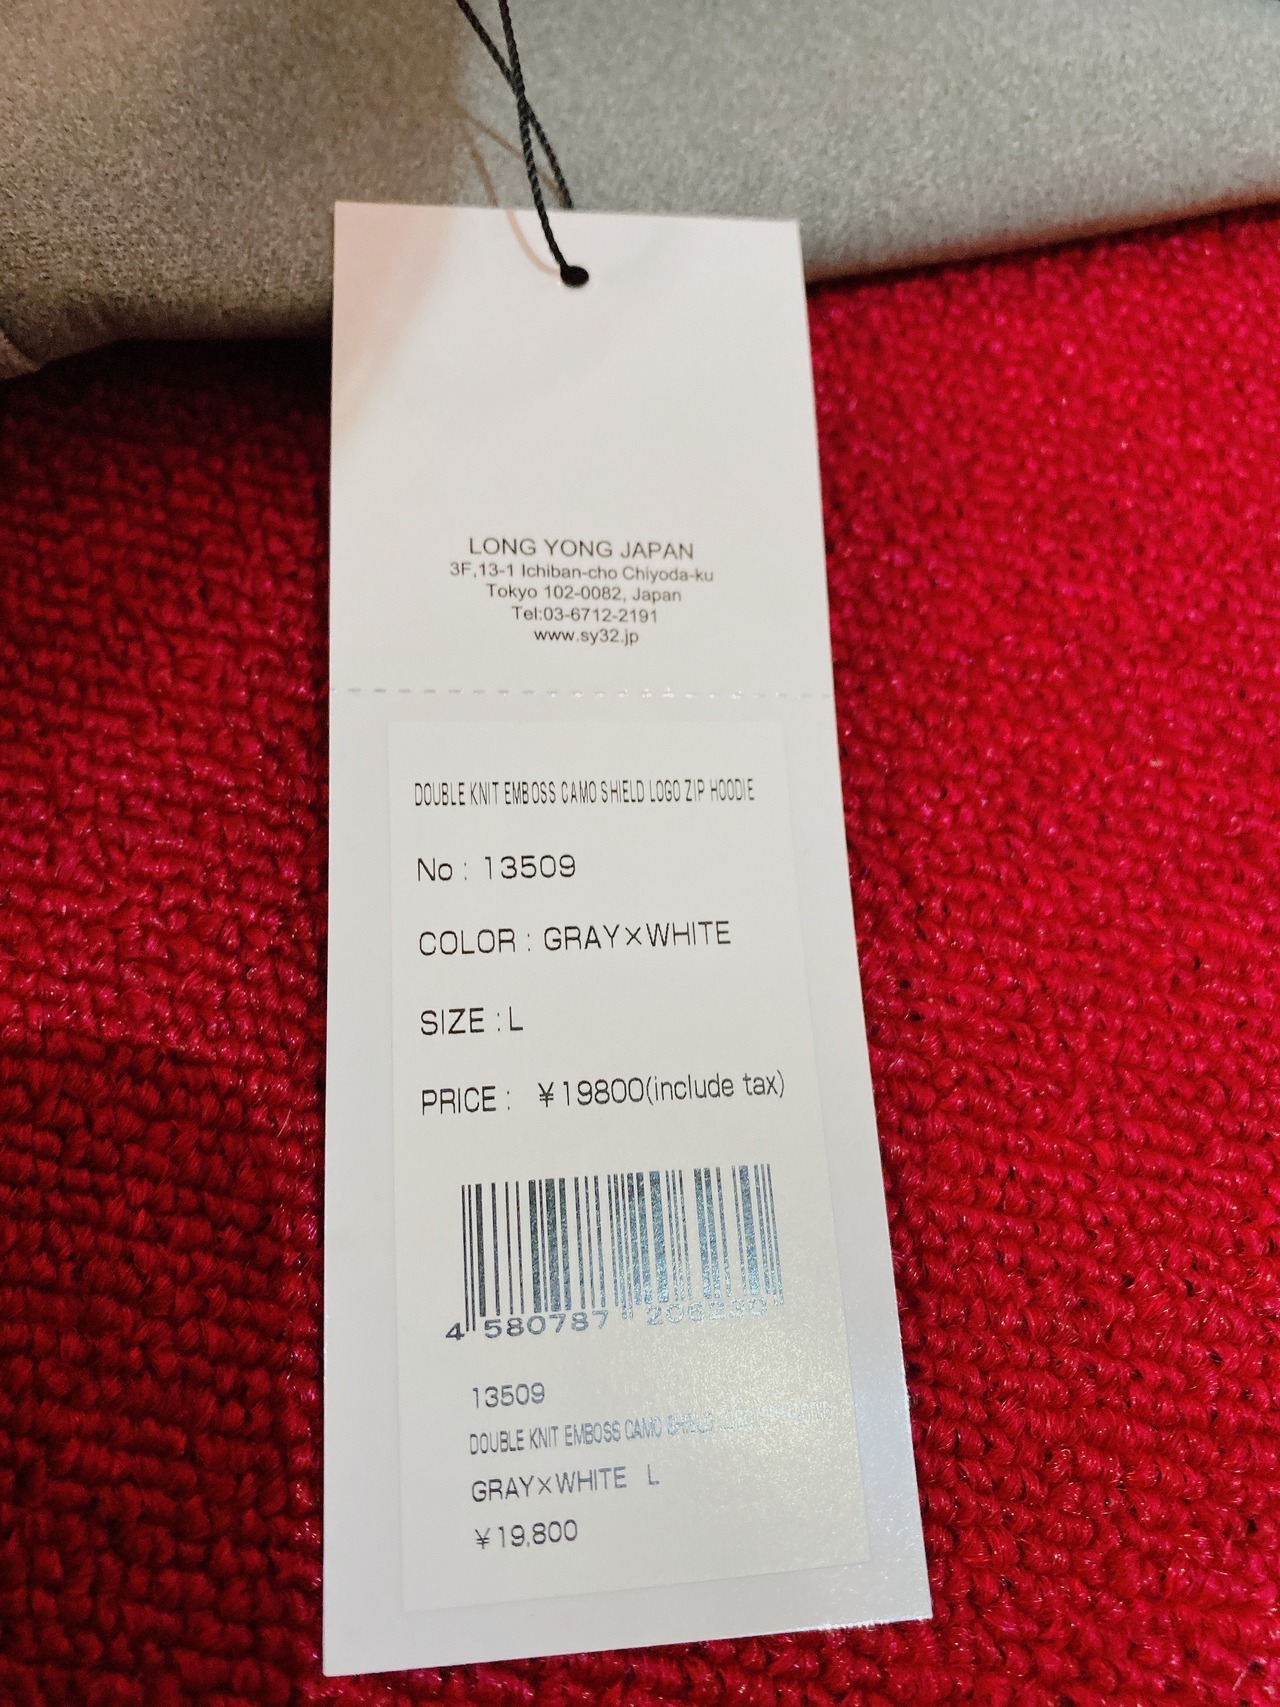 LONG YONG JAPAN
3F,13-1 Ichiban-cho Chiyoda-ku
Tokyo 102-0082, Japan
Tel:03-6712-2191
www.sy32.jp
DOUBLE KNIT EMBOSS CAMO SHIELD LOGO ZIP HOODIE
No : 13509
COLOR : GRAY×WHITE
SIZE : L
PRICE : ¥19800(include tax)
4 580787 206230
13509
DOUBLE KNIT EMBOSS CAMO SHIELD
GRAY×WHITE L
¥19,800